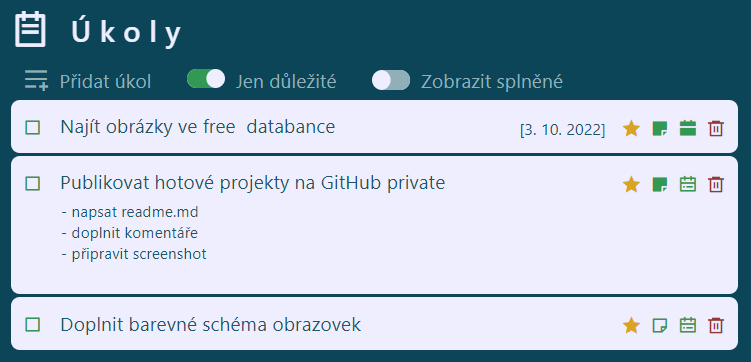 Úkoly
Přidat úkol Jen důležité Zobrazit splněné
Najít obrázky ve free  databance [3. 10. 2022]
Publikovat hotové projekty na GitHub private
- napsat readme.md
- doplnit komentáře
- připravit screenshot
Doplnit barevné schéma obrazovek